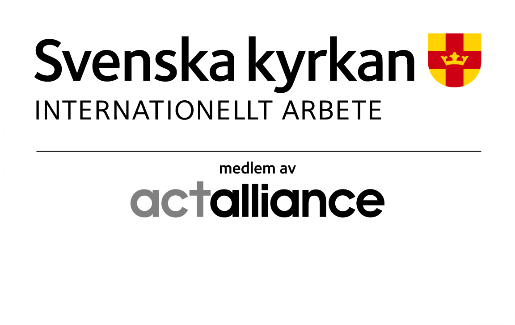 Svenska kyrkan
INTERNATIONELLT ARBETE
medlem av
actalliance